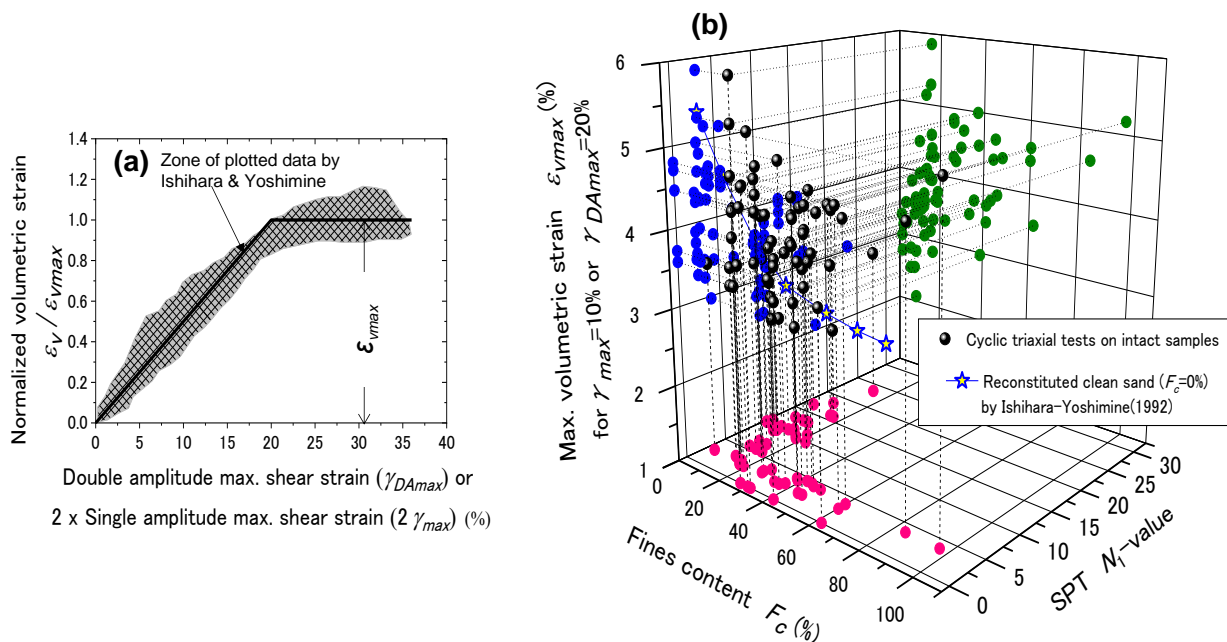 (a)
Zone of plotted data by
Ishihara & Yoshimine
Normalized volumetric strain
εv / εvmax
1.4
1.2
1.0
0.8
0.6
0.4
0.2
0.0
εvmax
0 5 10 15 20 25 30 35 40
Double amplitude max. shear strain (γDAmax) or
2 x Single amplitude max. shear strain (2 γmax) (%)
(b)
Max. volumetric strain εvmax (%)
for γmax=10% or γDAmax=20%
6
5
4
3
2
1
0
20
40
60
80
100
Fines content Fc (%)
0
5
10
15
20
25
30
SPT N1-value
Cyclic triaxial tests on intact samples
Reconstituted clean sand (Fc=0%)
by Ishihara-Yoshimine(1992)